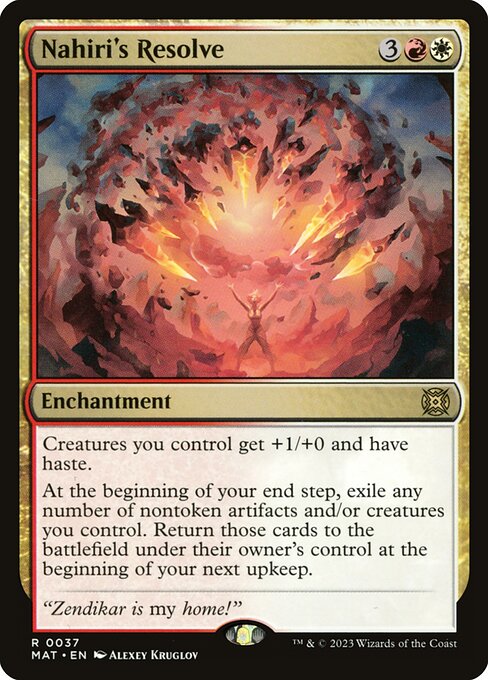 Nahiri's Resolve 3
Enchantment
Creatures you control get +1/+0 and have
haste.
At the beginning of your end step, exile any
number of nontoken artifacts and/or creatures
you control. Return those cards to the
battlefield under their owner's control at the
beginning of your next upkeep.
"Zendikar is my home!"
R 0037
MAT • EN ALEXEY KRUGLOV
™ & © 2023 Wizards of the Coast